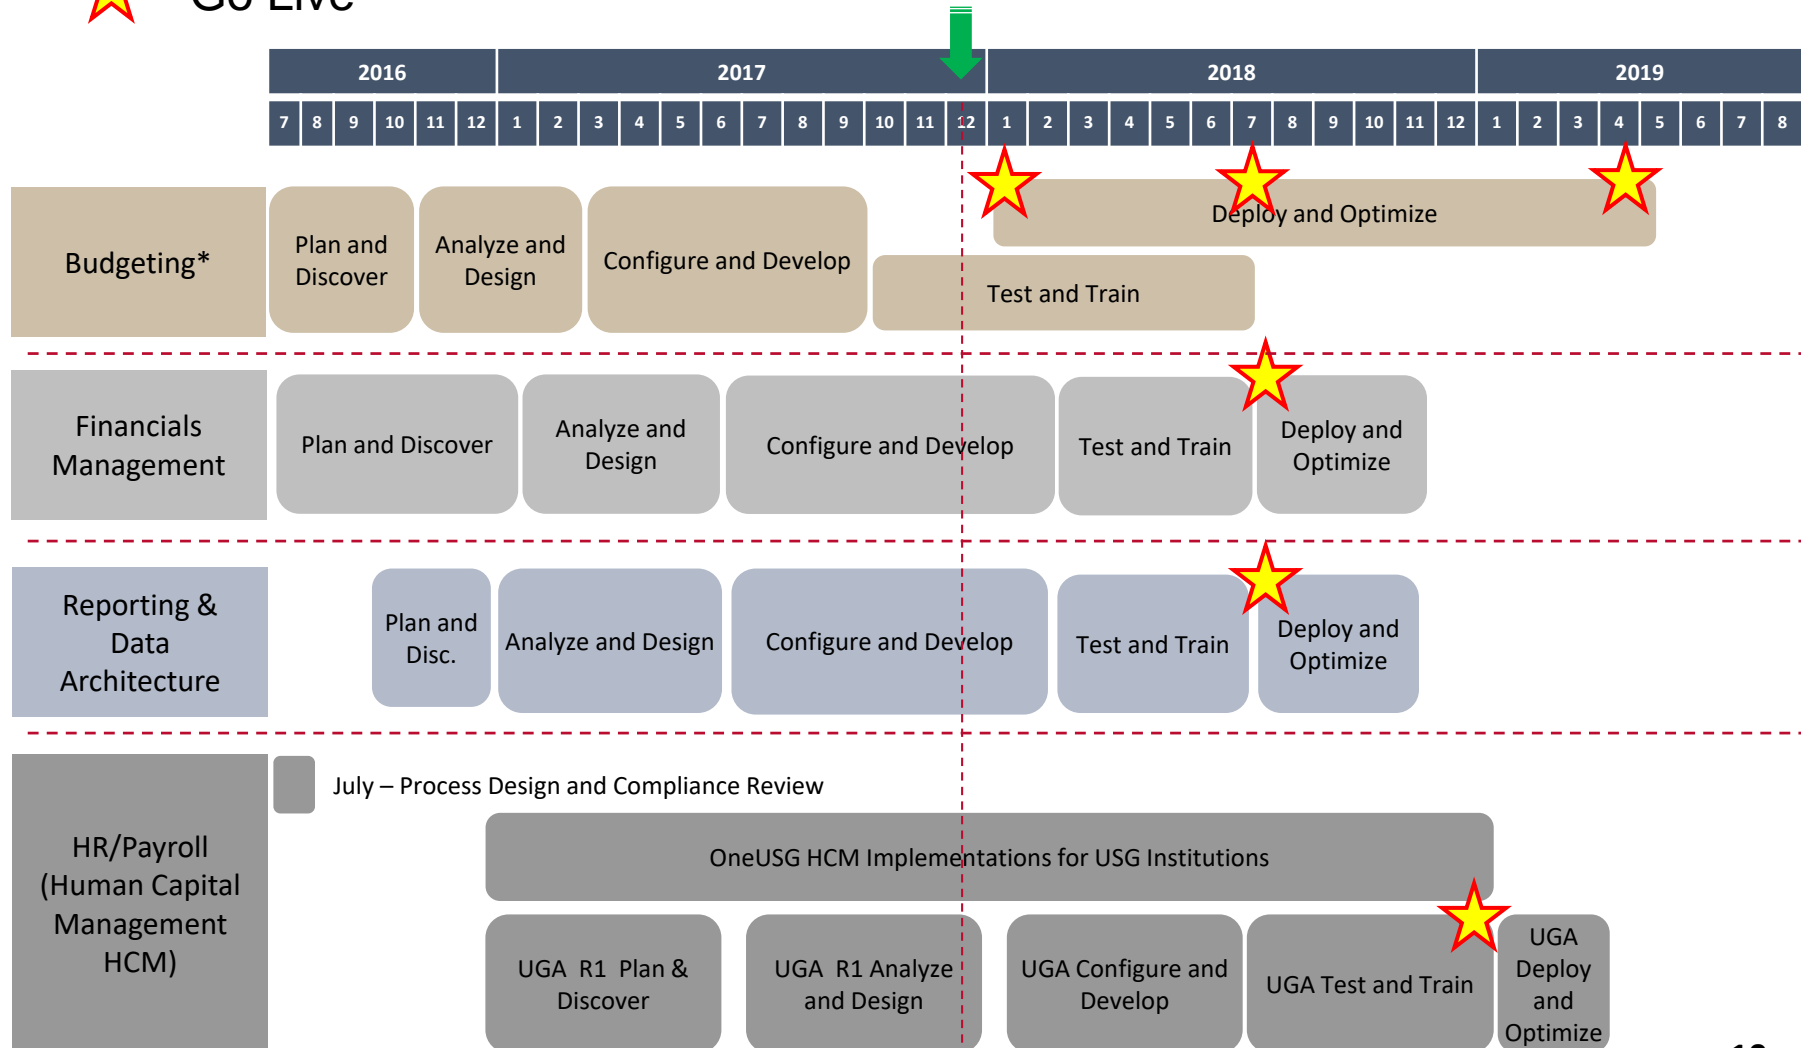 Go Live
2016 2017 2018 2019
7 8 9 10 11 12 1 2 3 4 5 6 7 8 9 10 11 12 1 2 3 4 5 6 7 8 9 10 11 12 1 2 3 4 5 6 7 8
Budgeting*
Plan and
Discover
Analyze and
Design
Configure and Develop
Deploy and Optimize
Test and Train
Financials
Management
Plan and Discover
Analyze and
Design
Configure and Develop
Test and Train
Deploy and
Optimize
Reporting &
Data
Architecture
Plan and
Disc.
Analyze and Design
Configure and Develop
Test and Train
Deploy and
Optimize
HR/Payroll
(Human Capital
Management
HCM)
July – Process Design and Compliance Review
OneUSG HCM Implementations for USG Institutions
UGA R1 Plan &
Discover
UGA R1 Analyze
and Design
UGA Configure and
Develop
UGA Test and Train
UGA
Deploy
and
Optimize